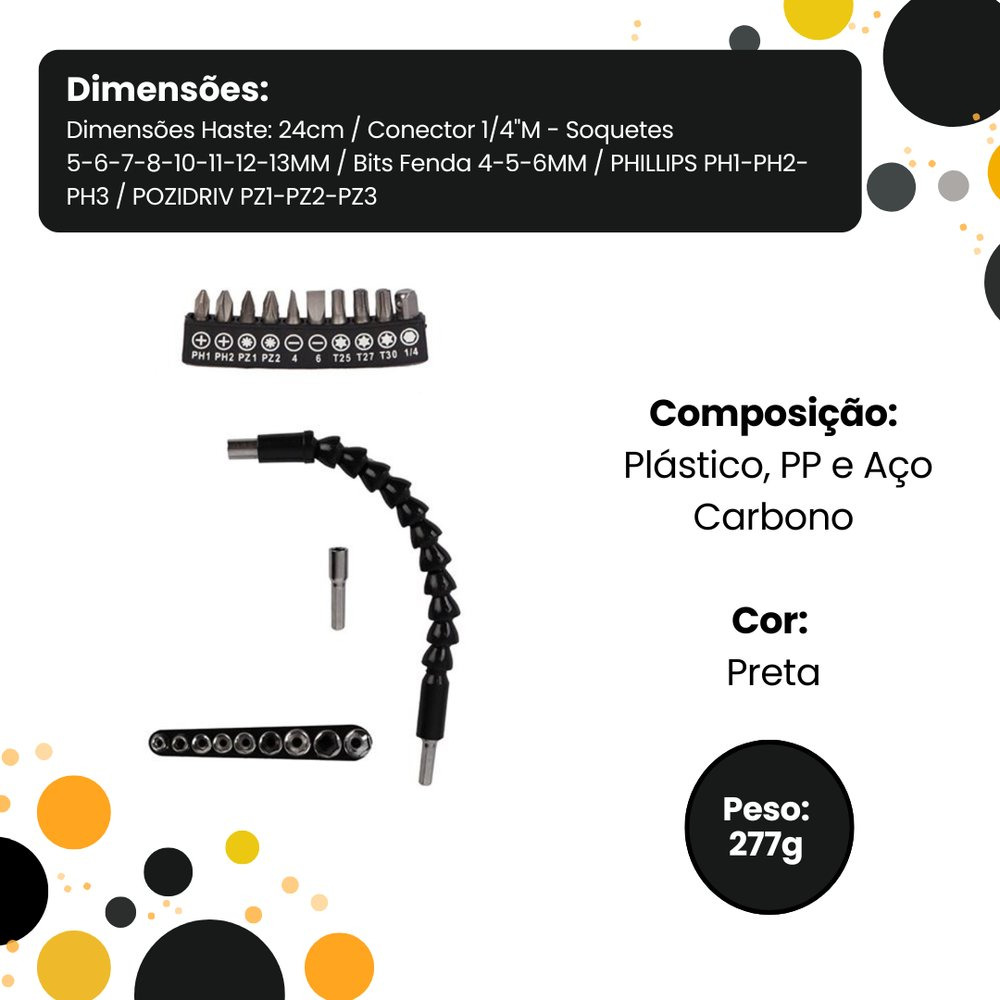 Dimensões:
Dimensões Haste: 24cm / Conector 1/4"M - Soquetes
5-6-7-8-10-11-12-13MM / Bits Fenda 4-5-6MM / PHILLIPS PH1-PH2-
PH3 / POZIDRIV PZ1-PZ2-PZ3
PH1 PH2 PZ1 PZ2 4 6 T25 T27 T30 1/4
Composição:
Plástico, PP e Aço
Carbono
Cor:
Preta
Peso:
277g